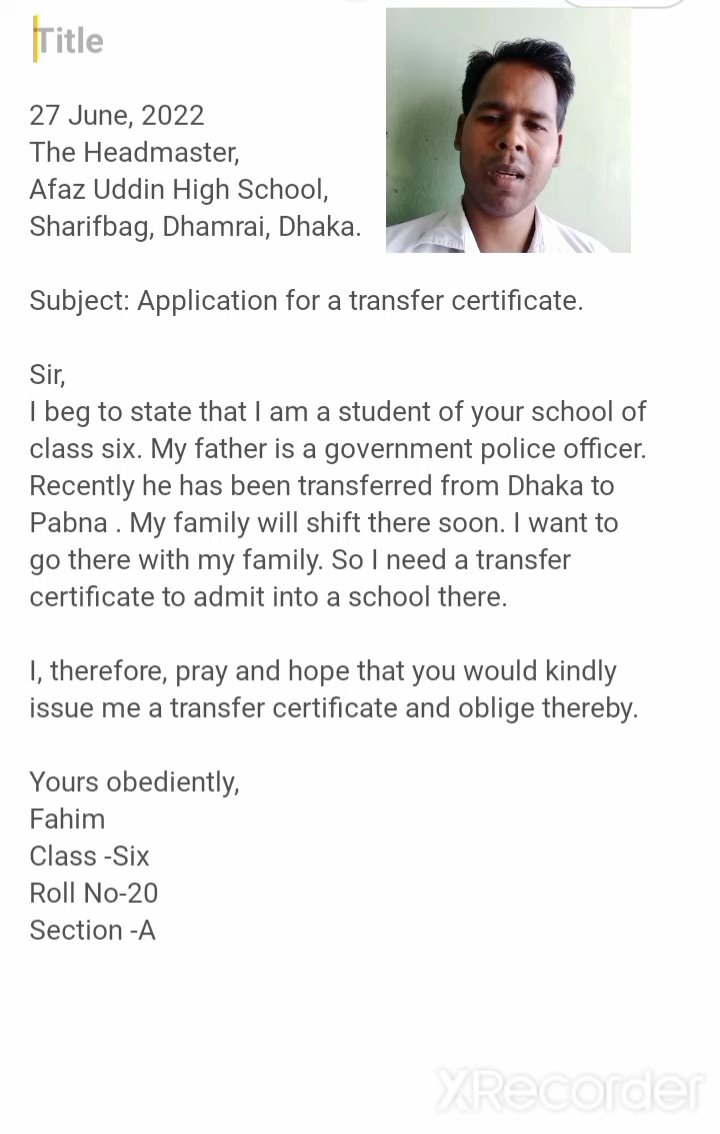 Title
27 June, 2022
The Headmaster,
Afaz Uddin High School,
Sharifbag, Dhamrai, Dhaka.
Subject: Application for a transfer certificate.
Sir,
I beg to state that I am a student of your school of
class six. My father is a government police officer.
Recently he has been transferred from Dhaka to
Pabna . My family will shift there soon. I want to
go there with my family. So I need a transfer
certificate to admit into a school there.
I, therefore, pray and hope that you would kindly
issue me a transfer certificate and oblige thereby.
Yours obediently,
Fahim
Class -Six
Roll No-20
Section -A
XRecorder